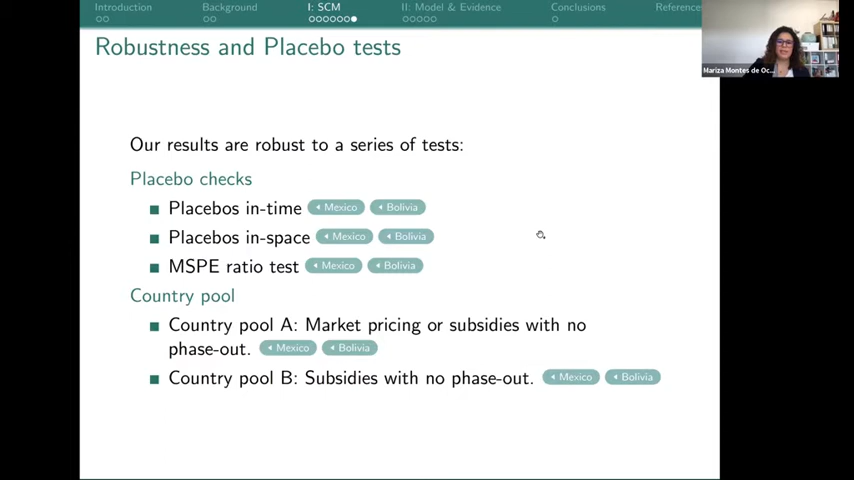 Introduction
Background
I: SCM
II: Model & Evidence
Conclusions
Reference
Mariza Montes de Oc...
Robustness and Placebo tests
Our results are robust to a series of tests:
Placebo checks
Placebos in-time Mexico Bolivia
Placebos in-space Mexico Bolivia
MSPE ratio test Mexico Bolivia
Country pool
Country pool A: Market pricing or subsidies with no
phase-out. Mexico Bolivia
Country pool B: Subsidies with no phase-out. Mexico Bolivia